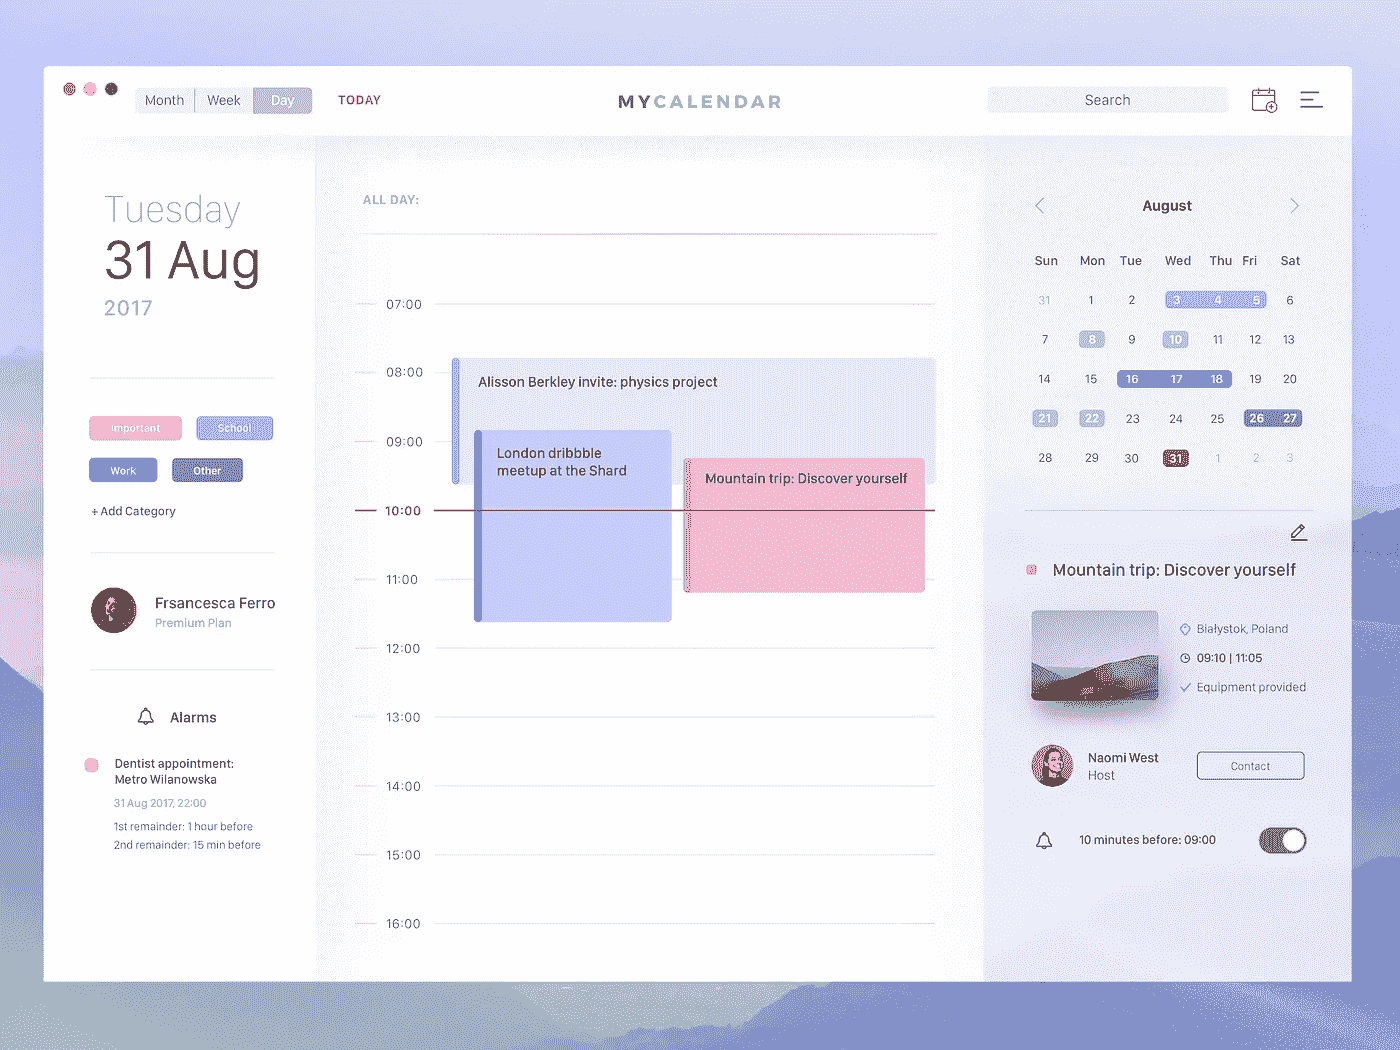 Month Week Day TODAY
MYCALENDAR
Search
Tuesday
31 Aug
2017
Important School
Work Other
+ Add Category
Frsancesca Ferro
Premium Plan
Alarms
Dentist appointment:
Metro Wilanowska
31 Aug 2017, 22:00
1st remainder: 1 hour before
2nd remainder: 15 min before
ALL DAY:
07:00
08:00
Alisson Berkley invite: physics project
09:00
London dribbble
meetup at the Shard
Mountain trip: Discover yourself
10:00
11:00
12:00
13:00
14:00
15:00
16:00
August
Sun Mon Tue Wed Thu Fri Sat
31 1 2 3 4 5 6
7 8 9 10 11 12 13
14 15 16 17 18 19 20
21 22 23 24 25 26 27
28 29 30 31 1 2 3
Mountain trip: Discover yourself
Białystok, Poland
09:10 | 11:05
Equipment provided
Naomi West
Host
Contact
10 minutes before: 09:00